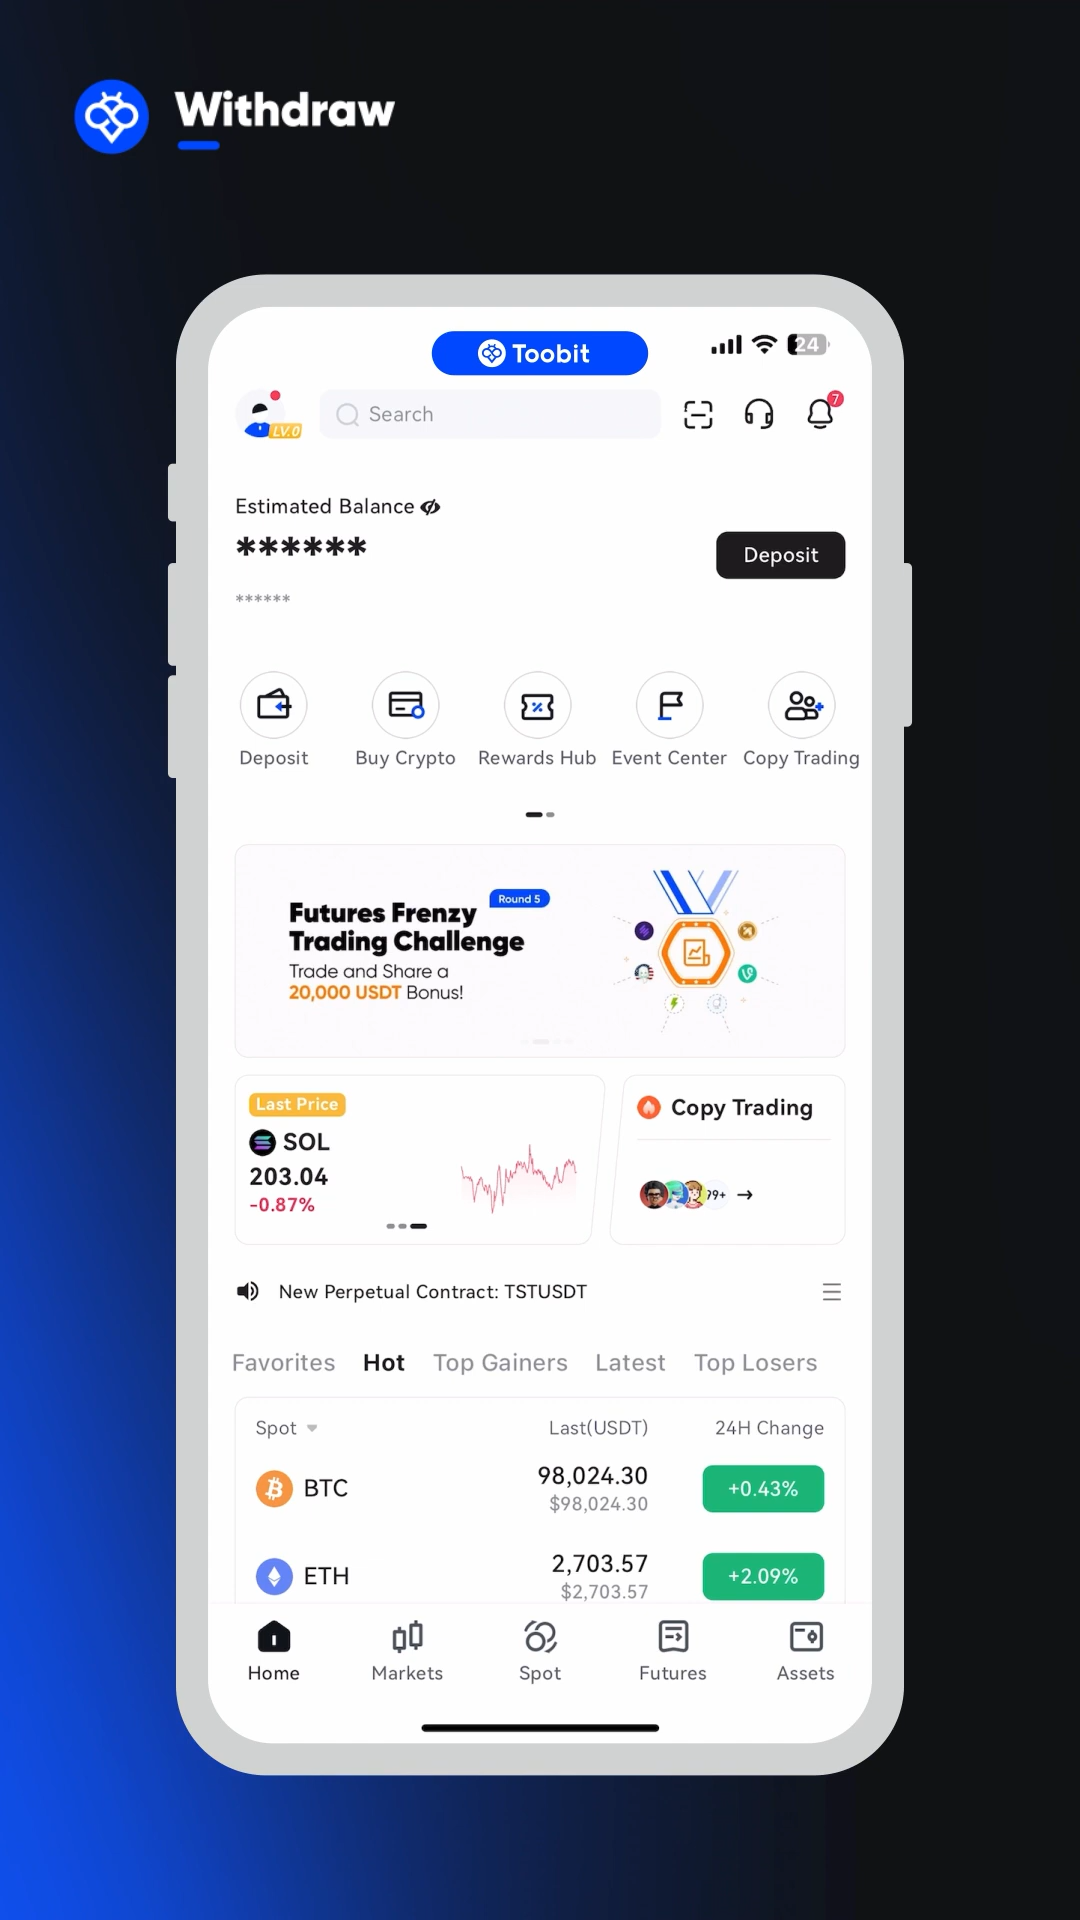 Withdraw
Toobit
24
LV.0
Search
7
Estimated Balance
******
Deposit
******
Deposit
Buy Crypto
Rewards Hub
Event Center
Copy Trading
Round 5
Futures Frenzy
Trading Challenge
Trade and Share a
20,000 USDT Bonus!
Last Price
SOL
203.04
-0.87%
Copy Trading
99+
New Perpetual Contract: TSTUSDT
Favorites Hot Top Gainers Latest Top Losers
Spot Last(USDT) 24H Change
BTC 98,024.30 +0.43%
$98,024.30
ETH 2,703.57 +2.09%
$2,703.57
Home Markets Spot Futures Assets